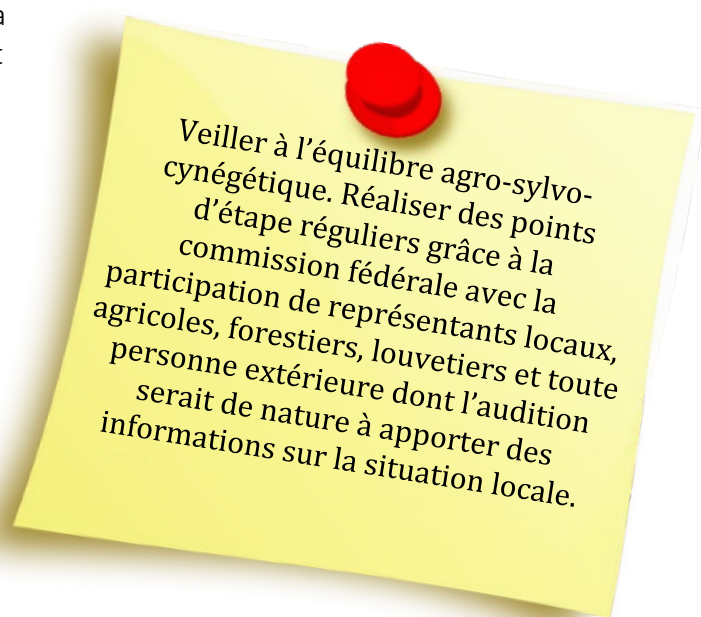 a
t
Veiller à l’équilibre agro-sylvo-
cynégétique. Réaliser des points
d’étape réguliers grâce à la
commission fédérale avec la
participation de représentants locaux,
agricoles, forestiers, louvetiers et toute
personne extérieure dont l’audition
serait de nature à apporter des
informations sur la situation locale.